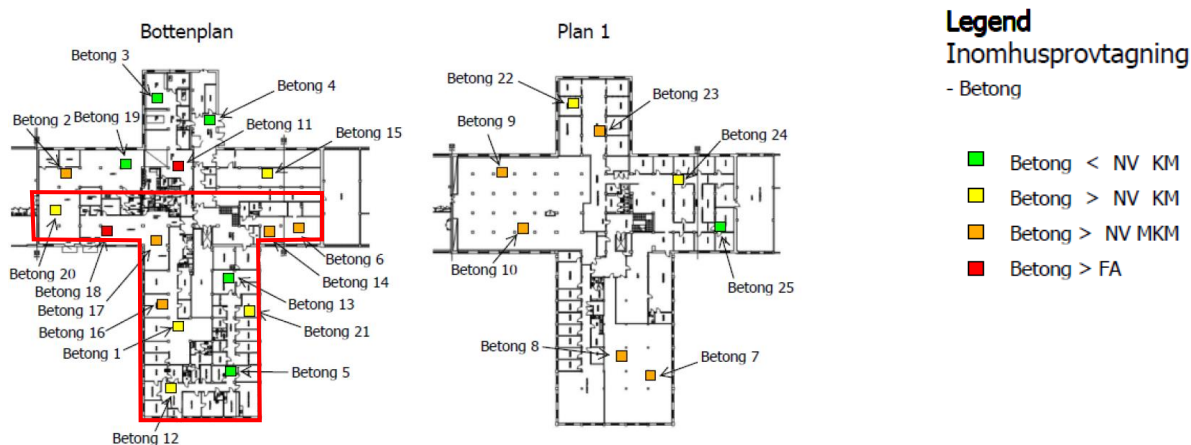 Bottenplan
Betong 3
Betong 4
Betong 2
Betong 19
Betong 11
Betong 15
Betong 20
Betong 18
Betong 17
Betong 16
Betong 1
Betong 12
Betong 6
Betong 14
Betong 13
Betong 21
Betong 5
Plan 1
Betong 22
Betong 23
Betong 9
Betong 24
Betong 10
Betong 25
Betong 8
Betong 7
Legend
Inomhusprovtagning
- Betong
Betong < NV KM
Betong > NV KM
Betong > NV MKM
Betong > FA